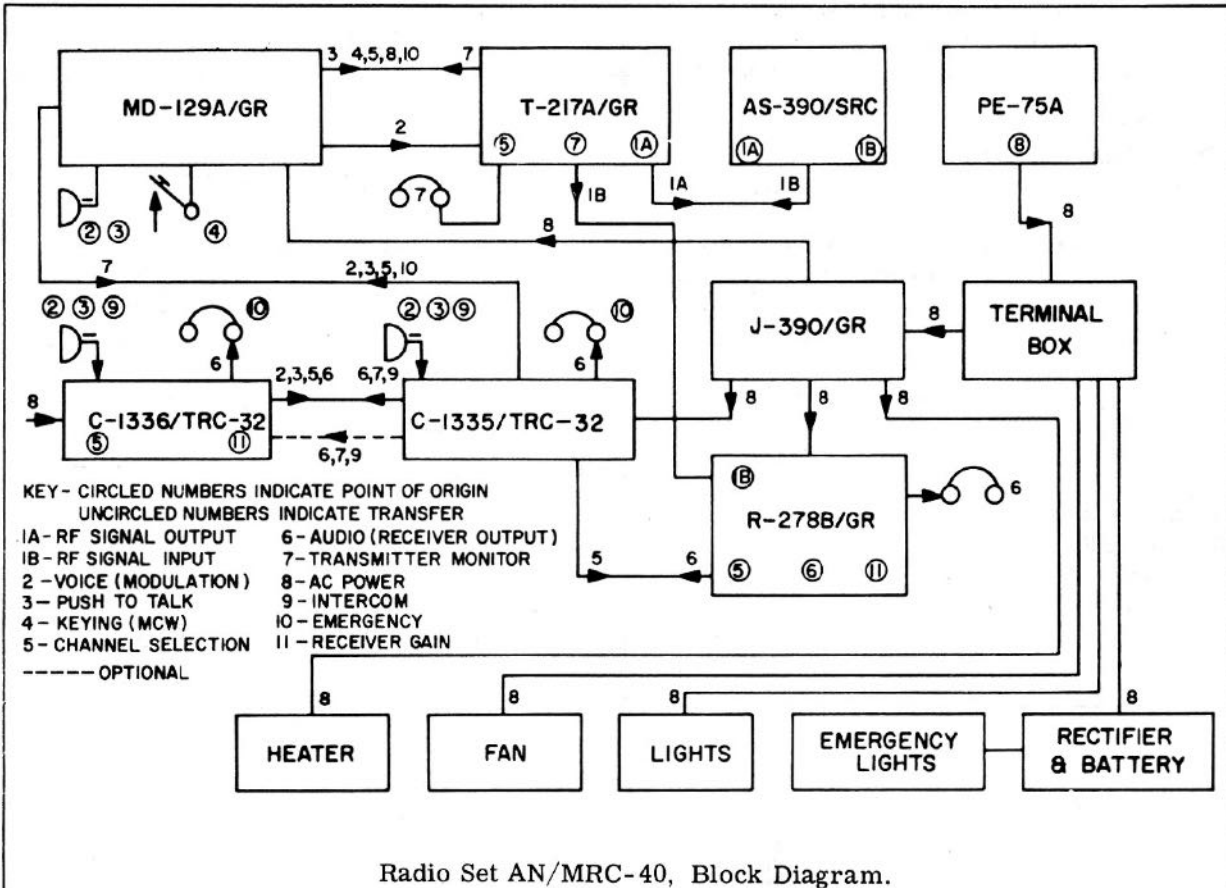 3 4,5,8,10 7
MD-129A/GR
T-217A/GR
5 7 1A
AS-390/SRC
1A 1B
PE-75A
8
2
7
1B
1A 1B
8
2 3
4
8
7
2,3,5,10
2 3 9
10
2 3 9
10
J-390/GR
8
TERMINAL
BOX
6
2,3,5,6 6,7,9
6
8
C-1336/TRC-32
5 11
C-1335/TRC-32
6,7,9
8 8 8
1B
R-278B/GR
5 6 11
6
5 6
KEY- CIRCLED NUMBERS INDICATE POINT OF ORIGIN
UNCIRCLED NUMBERS INDICATE TRANSFER
1A-RF SIGNAL OUTPUT
1B-RF SIGNAL INPUT
2-VOICE (MODULATION)
3-PUSH TO TALK
4-KEYING (MCW)
5-CHANNEL SELECTION
------OPTIONAL
6-AUDIO (RECEIVER OUTPUT)
7-TRANSMITTER MONITOR
8-AC POWER
9-INTERCOM
10-EMERGENCY
11-RECEIVER GAIN
8 8 8 8
HEATER
FAN
LIGHTS
EMERGENCY
LIGHTS
RECTIFIER
& BATTERY
Radio Set AN/MRC-40, Block Diagram.